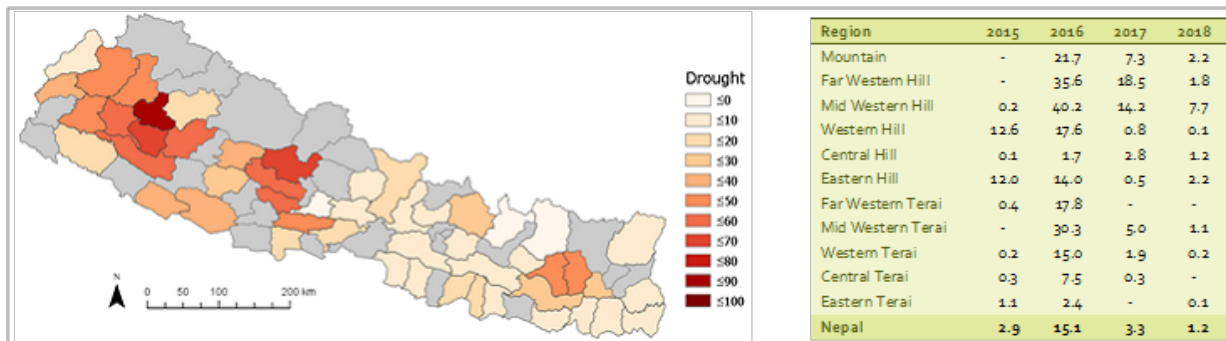 Drought
≤0
≤10
≤20
≤30
≤40
≤50
≤60
≤70
≤80
≤90
≤100
N
0 50 100 200 km
Region 2015 2016 2017 2018
Mountain - 21.7 7.3 2.2
Far Western Hill - 35.6 18.5 1.8
Mid Western Hill 0.2 40.2 14.2 7.7
Western Hill 12.6 17.6 0.8 0.1
Central Hill 0.1 1.7 2.8 1.2
Eastern Hill 12.0 14.0 0.5 2.2
Far Western Terai 0.4 17.8 - -
Mid Western Terai - 30.3 5.0 1.1
Western Terai 0.2 15.0 1.9 0.2
Central Terai 0.3 7.5 0.3 -
Eastern Terai 1.1 2.4 - 0.1
Nepal 2.9 15.1 3.3 1.2